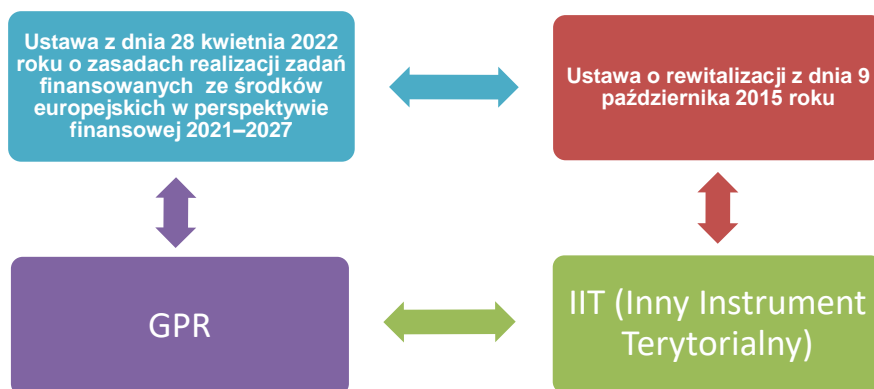 Ustawa z dnia 28 kwietnia 2022
roku o zasadach realizacji zadań
finansowanych ze środków
europejskich w perspektywie
finansowej 2021–2027
Ustawa o rewitalizacji z dnia 9
października 2015 roku
GPR
IIT (Inny Instrument
Terytorialny)